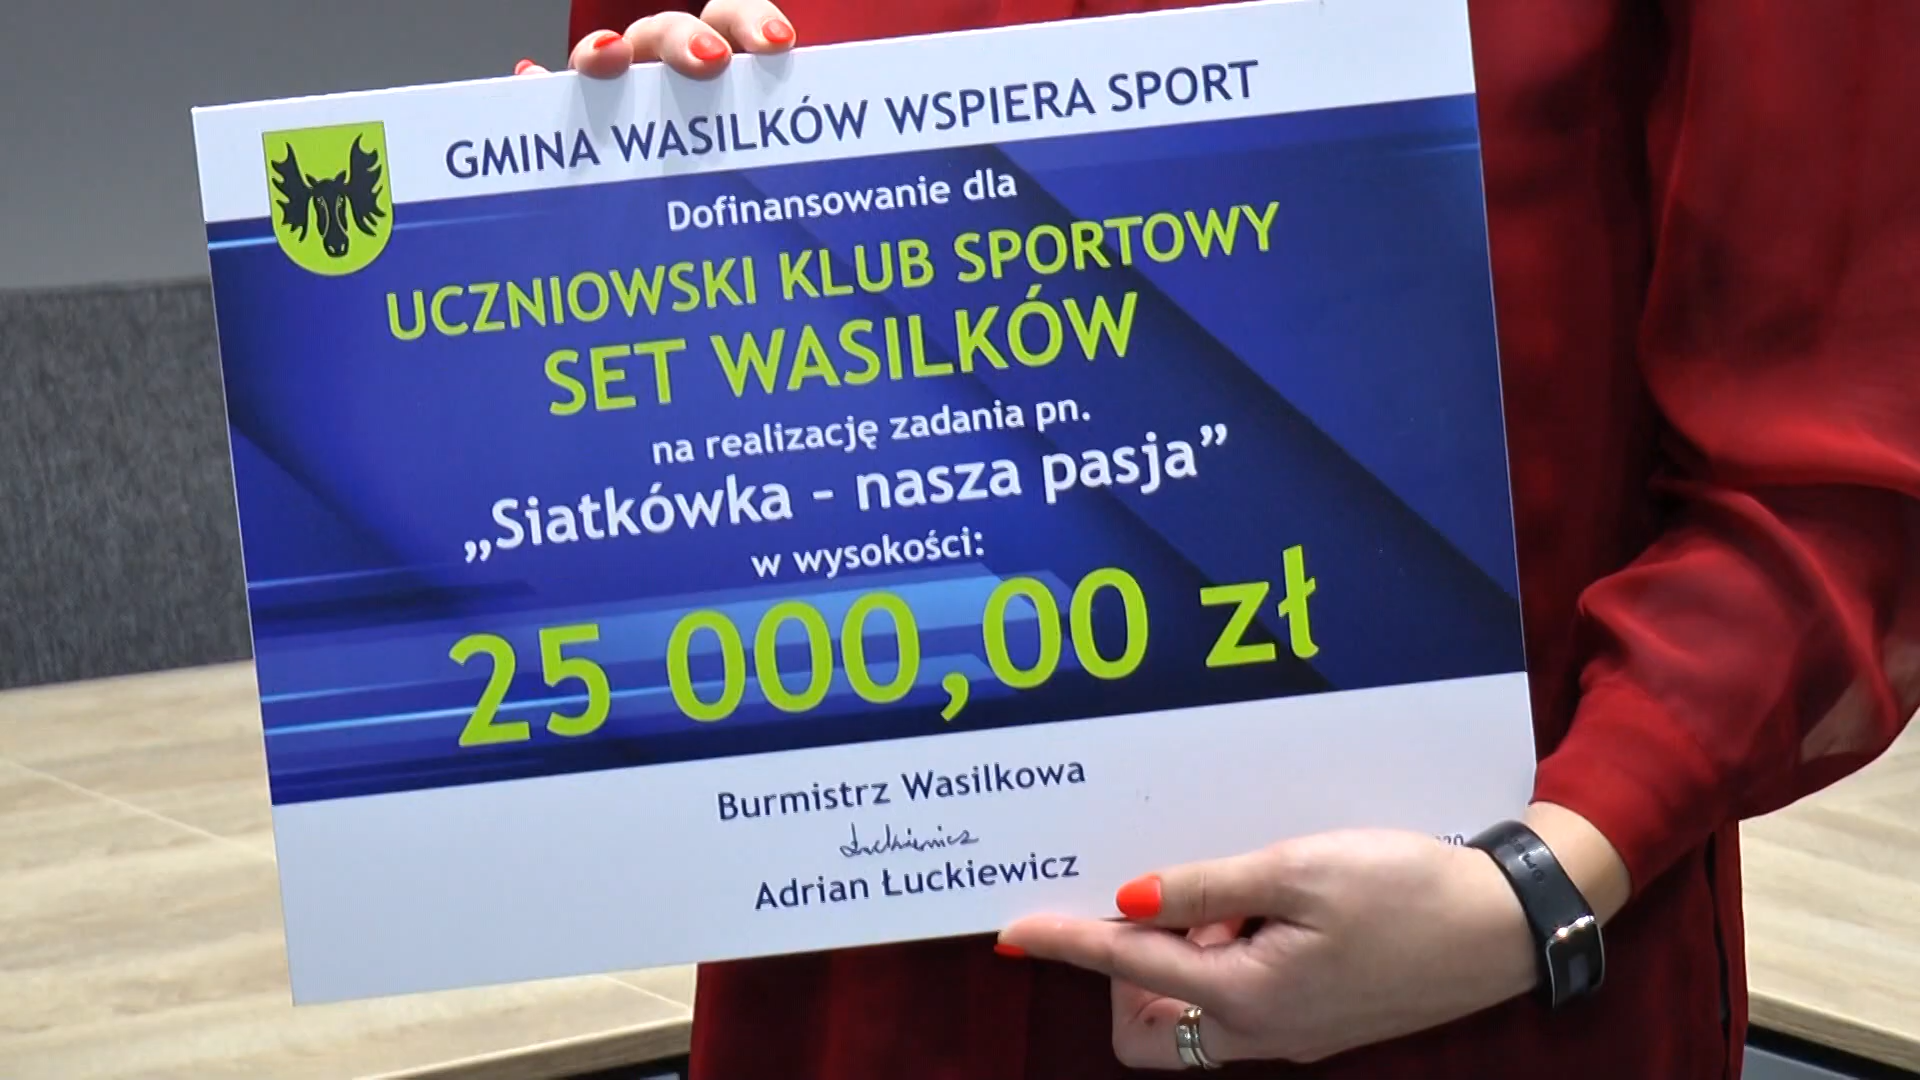 GMINA WASILKÓW WSPIERA SPORT
Dofinansowanie dla
UCZNIOWSKI KLUB SPORTOWY
SET WASILKÓW
na realizację zadania pn.
„Siatkówka - nasza pasja”
w wysokości:
25 000,00 zł
Burmistrz Wasilkowa
Łuckiewicz
Adrian Łuckiewicz